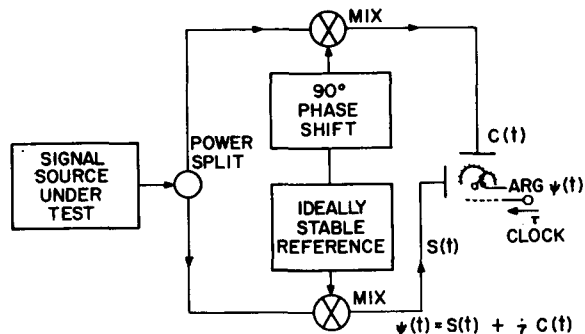 MIX
90°
PHASE
SHIFT
POWER
SPLIT
C(t)
SIGNAL
SOURCE
UNDER
TEST
ARG ψ(t)
τ
CLOCK
IDEALLY
STABLE
REFERENCE
S(t)
MIX
ψ(t) = S(t) + C(t)